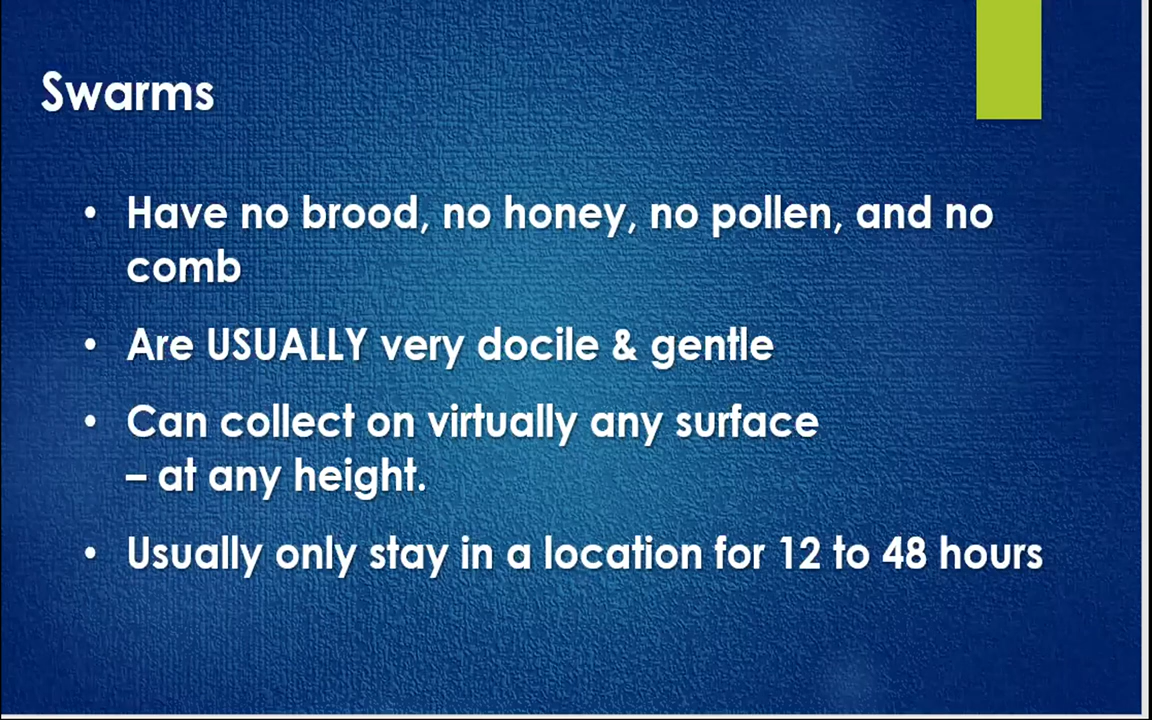 Swarms
• Have no brood, no honey, no pollen, and no
comb
• Are USUALLY very docile & gentle
• Can collect on virtually any surface
– at any height.
• Usually only stay in a location for 12 to 48 hours